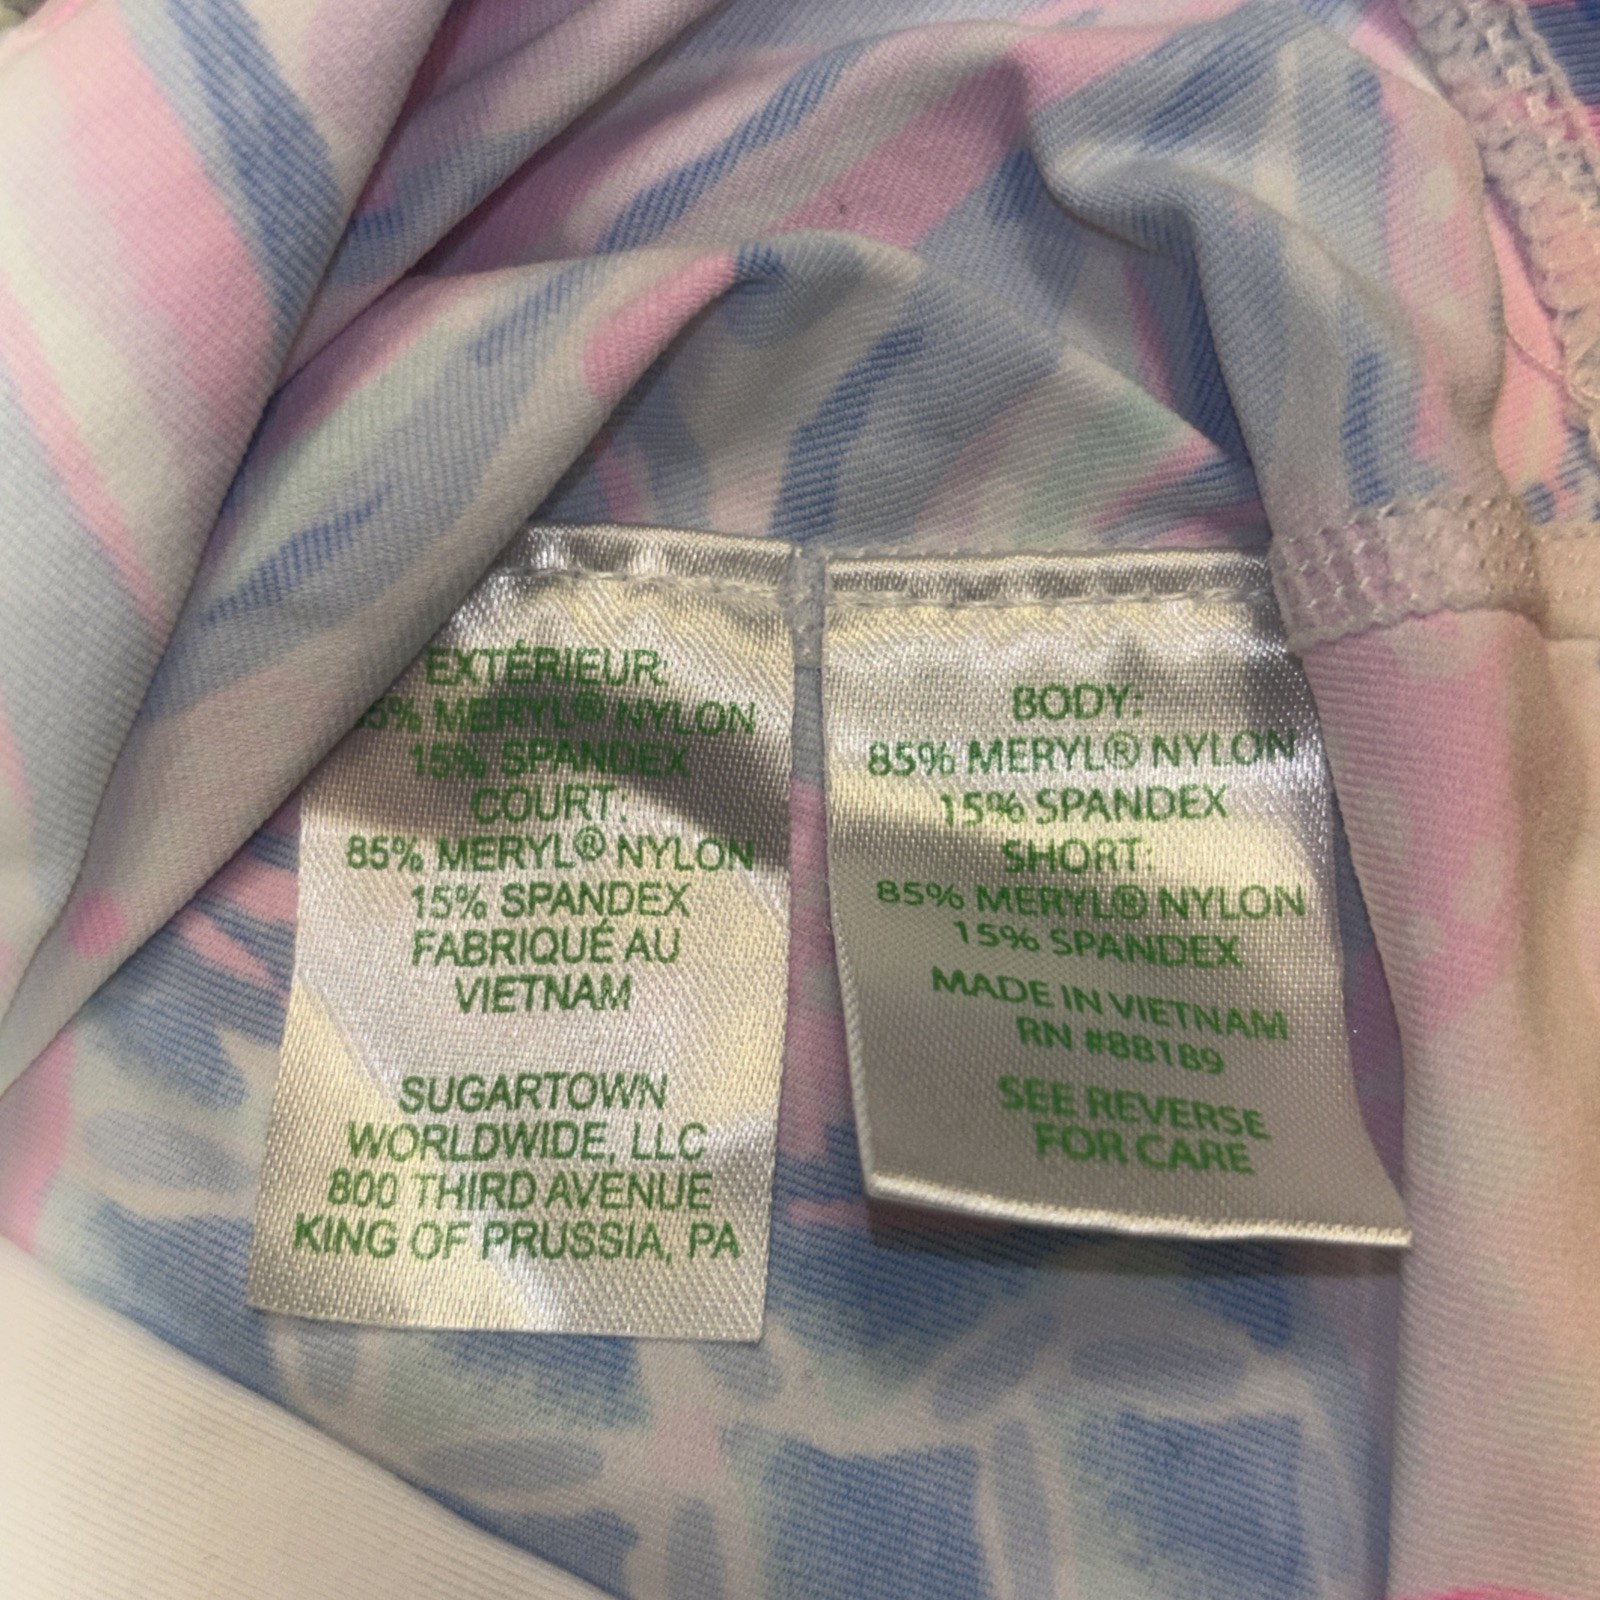 EXTÉRIEUR:
5% MERYL® NYLON
15% SPANDEX
COURT:
85% MERYL® NYLON
15% SPANDEX
FABRIQUÉ AU
VIETNAM
SUGARTOWN
WORLDWIDE, LLC
800 THIRD AVENUE
KING OF PRUSSIA, PA
BODY:
85% MERYL® NYLON
15% SPANDEX
SHORT:
85% MERYL® NYLON
15% SPANDEX
MADE IN VIETNAM
RN #88189
SEE REVERSE
FOR CARE